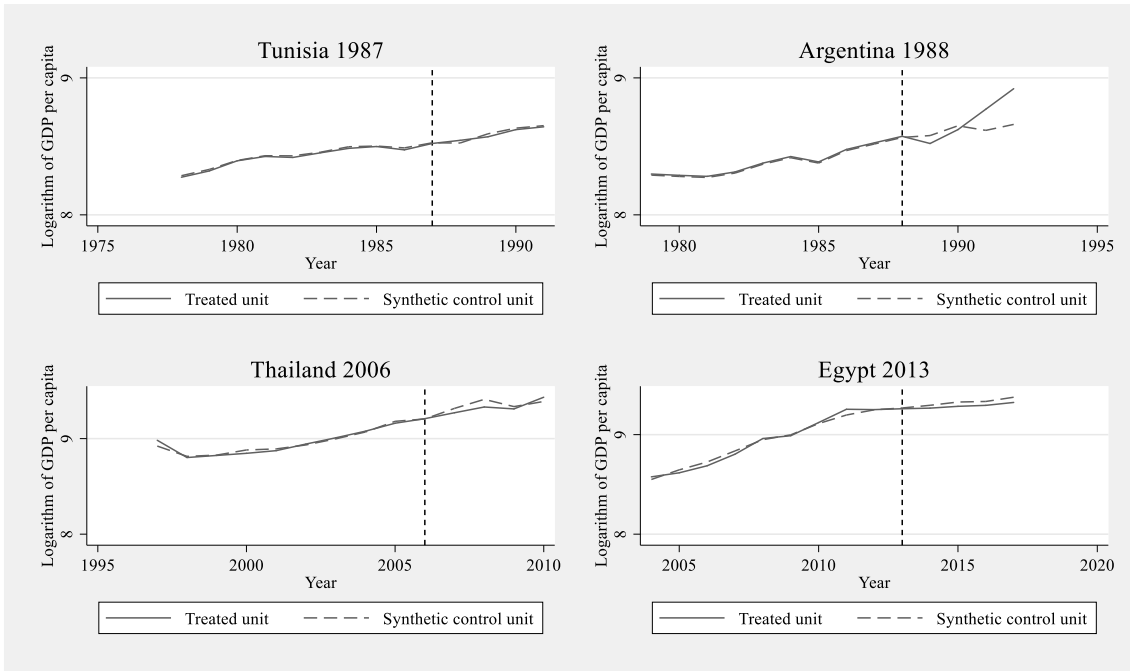 Tunisia 1987
Logarithm of GDP per capita
9
8
1975 1980 1985 1990
Year
Treated unit Synthetic control unit
Argentina 1988
Logarithm of GDP per capita
9
8
1980 1985 1990 1995
Year
Treated unit Synthetic control unit
Thailand 2006
Logarithm of GDP per capita
9
8
1995 2000 2005 2010
Year
Treated unit Synthetic control unit
Egypt 2013
Logarithm of GDP per capita
9
8
2005 2010 2015 2020
Year
Treated unit Synthetic control unit